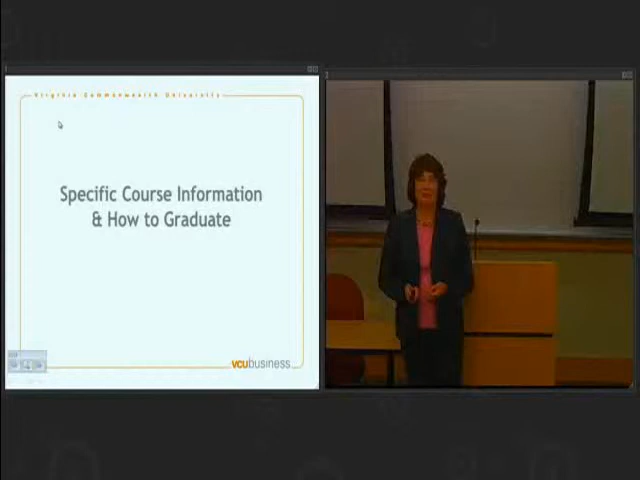 Virginia Commonwealth University
Specific Course Information
& How to Graduate
vcubusiness